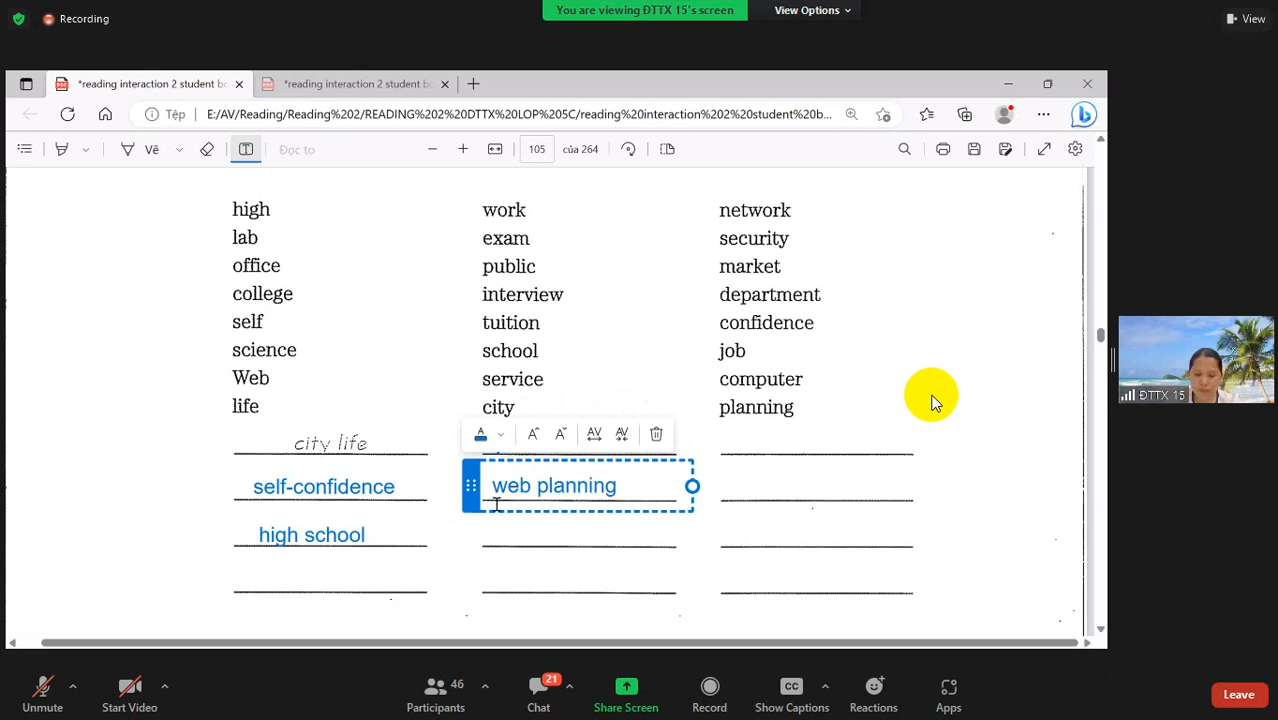 Recording
You are viewing ĐTTX 15's screen
View Options
View
*reading interaction 2 student bo
*reading interaction 2 student bo
Tệp
E:/AV/Reading/Reading%202/READING%202%20DTTX%20LOP%205C/reading%20interaction%202%20student%20b...
Vẽ
Đọc to
105
của 264
high work network
lab exam security
office public market
college interview department
self tuition confidence
science school job
Web service computer
life city planning
city life
self-confidence web planning
high school
ĐTTX 15
Unmute
Start Video
46
Participants
21
Chat
Share Screen
Record
CC
Show Captions
Reactions
Apps
Leave